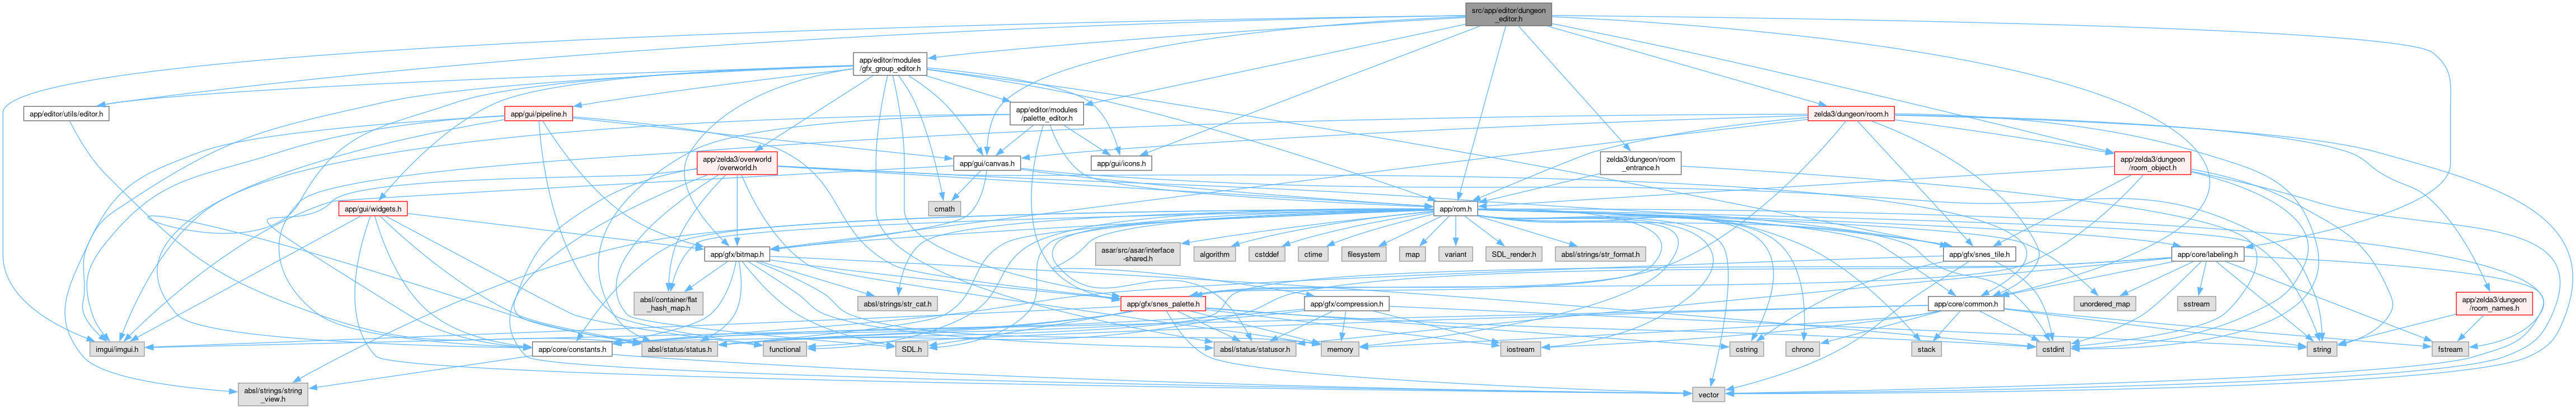 src/app/editor/dungeon
_editor.h
app/editor/modules
/gfx_group_editor.h
app/editor/utils/editor.h
app/gui/pipeline.h
app/editor/modules
/palette_editor.h
zelda3/dungeon/room.h
app/zelda3/overworld
/overworld.h
app/gui/canvas.h
app/gui/icons.h
zelda3/dungeon/room
_entrance.h
app/zelda3/dungeon
/room_object.h
app/gui/widgets.h
cmath
app/rom.h
app/gfx/bitmap.h
asar/src/asar/interface
-shared.h
algorithm
cstddef
ctime
filesystem
map
variant
SDL_render.h
absl/strings/str_format.h
app/gfx/snes_tile.h
app/core/labeling.h
absl/container/flat
_hash_map.h
absl/strings/str_cat.h
app/gfx/snes_palette.h
app/gfx/compression.h
app/core/common.h
unordered_map
sstream
app/zelda3/dungeon
/room_names.h
imgui/imgui.h
app/core/constants.h
absl/status/status.h
functional
SDL.h
absl/status/statusor.h
memory
iostream
cstring
chrono
stack
cstdint
string
fstream
absl/strings/string
_view.h
vector